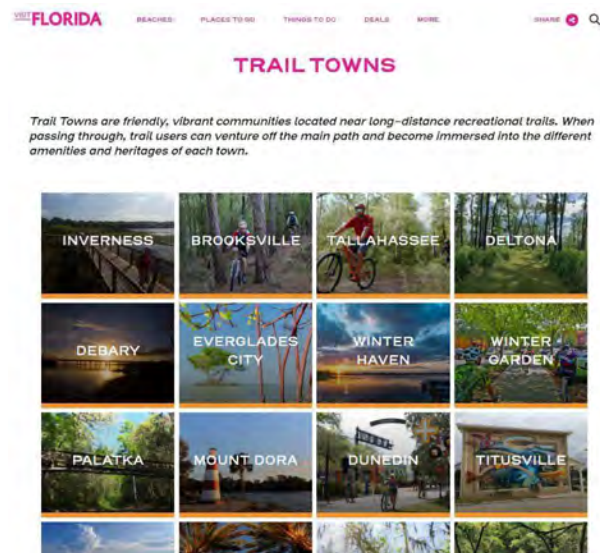 VISIT FLORIDA BEACHES PLACES TO GO THINGS TO DO DEALS MORE SHARE
TRAIL TOWNS
Trail Towns are friendly, vibrant communities located near long-distance recreational trails. When
passing through, trail users can venture off the main path and become immersed into the different
amenities and heritages of each town.
INVERNESS BROOKSVILLE TALLAHASSEE DELTONA
DEBARY EVERGLADES CITY WINTER HAVEN WINTER GARDEN
PALATKA MOUNT DORA DUNEDIN TITUSVILLE